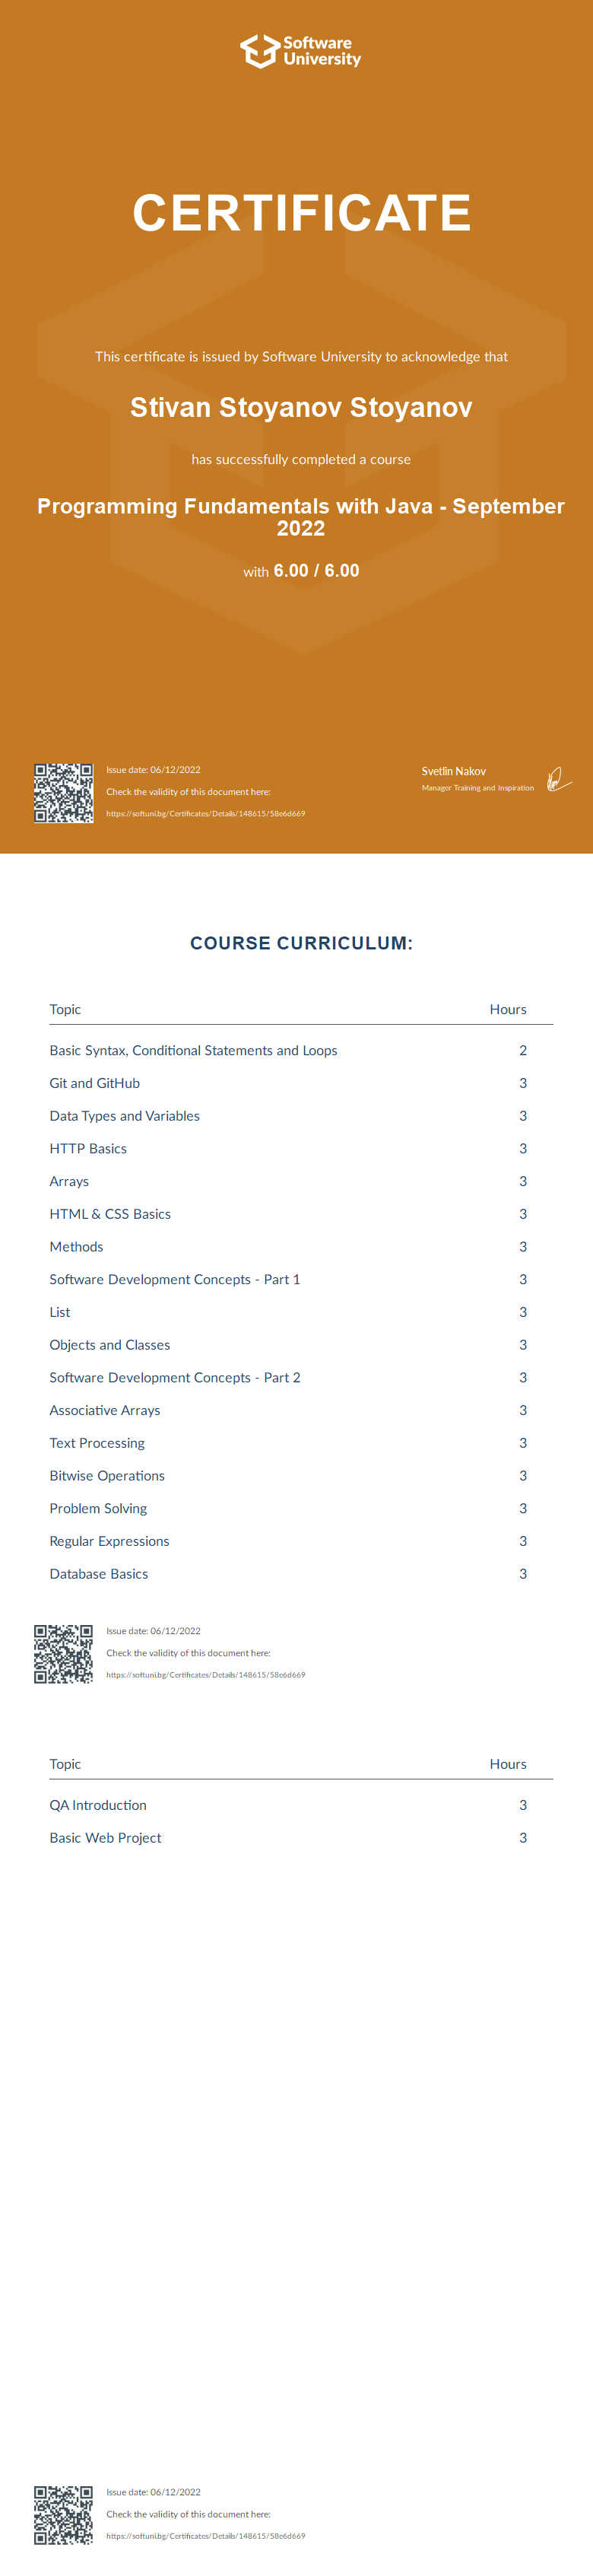 Software
University
CERTIFICATE
This certificate is issued by Software University to acknowledge that
Stivan Stoyanov Stoyanov
has successfully completed a course
Programming Fundamentals with Java - September
2022
with 6.00 / 6.00
Issue date: 06/12/2022
Check the validity of this document here:
https://softuni.bg/Certificates/Details/148615/58e6d669
Svetlin Nakov
Manager Training and Inspiration
COURSE CURRICULUM:
Topic Hours
Basic Syntax, Conditional Statements and Loops 2
Git and GitHub 3
Data Types and Variables 3
HTTP Basics 3
Arrays 3
HTML & CSS Basics 3
Methods 3
Software Development Concepts - Part 1 3
List 3
Objects and Classes 3
Software Development Concepts - Part 2 3
Associative Arrays 3
Text Processing 3
Bitwise Operations 3
Problem Solving 3
Regular Expressions 3
Database Basics 3
Issue date: 06/12/2022
Check the validity of this document here:
https://softuni.bg/Certificates/Details/148615/58e6d669
Topic Hours
QA Introduction 3
Basic Web Project 3
Issue date: 06/12/2022
Check the validity of this document here:
https://softuni.bg/Certificates/Details/148615/58e6d669